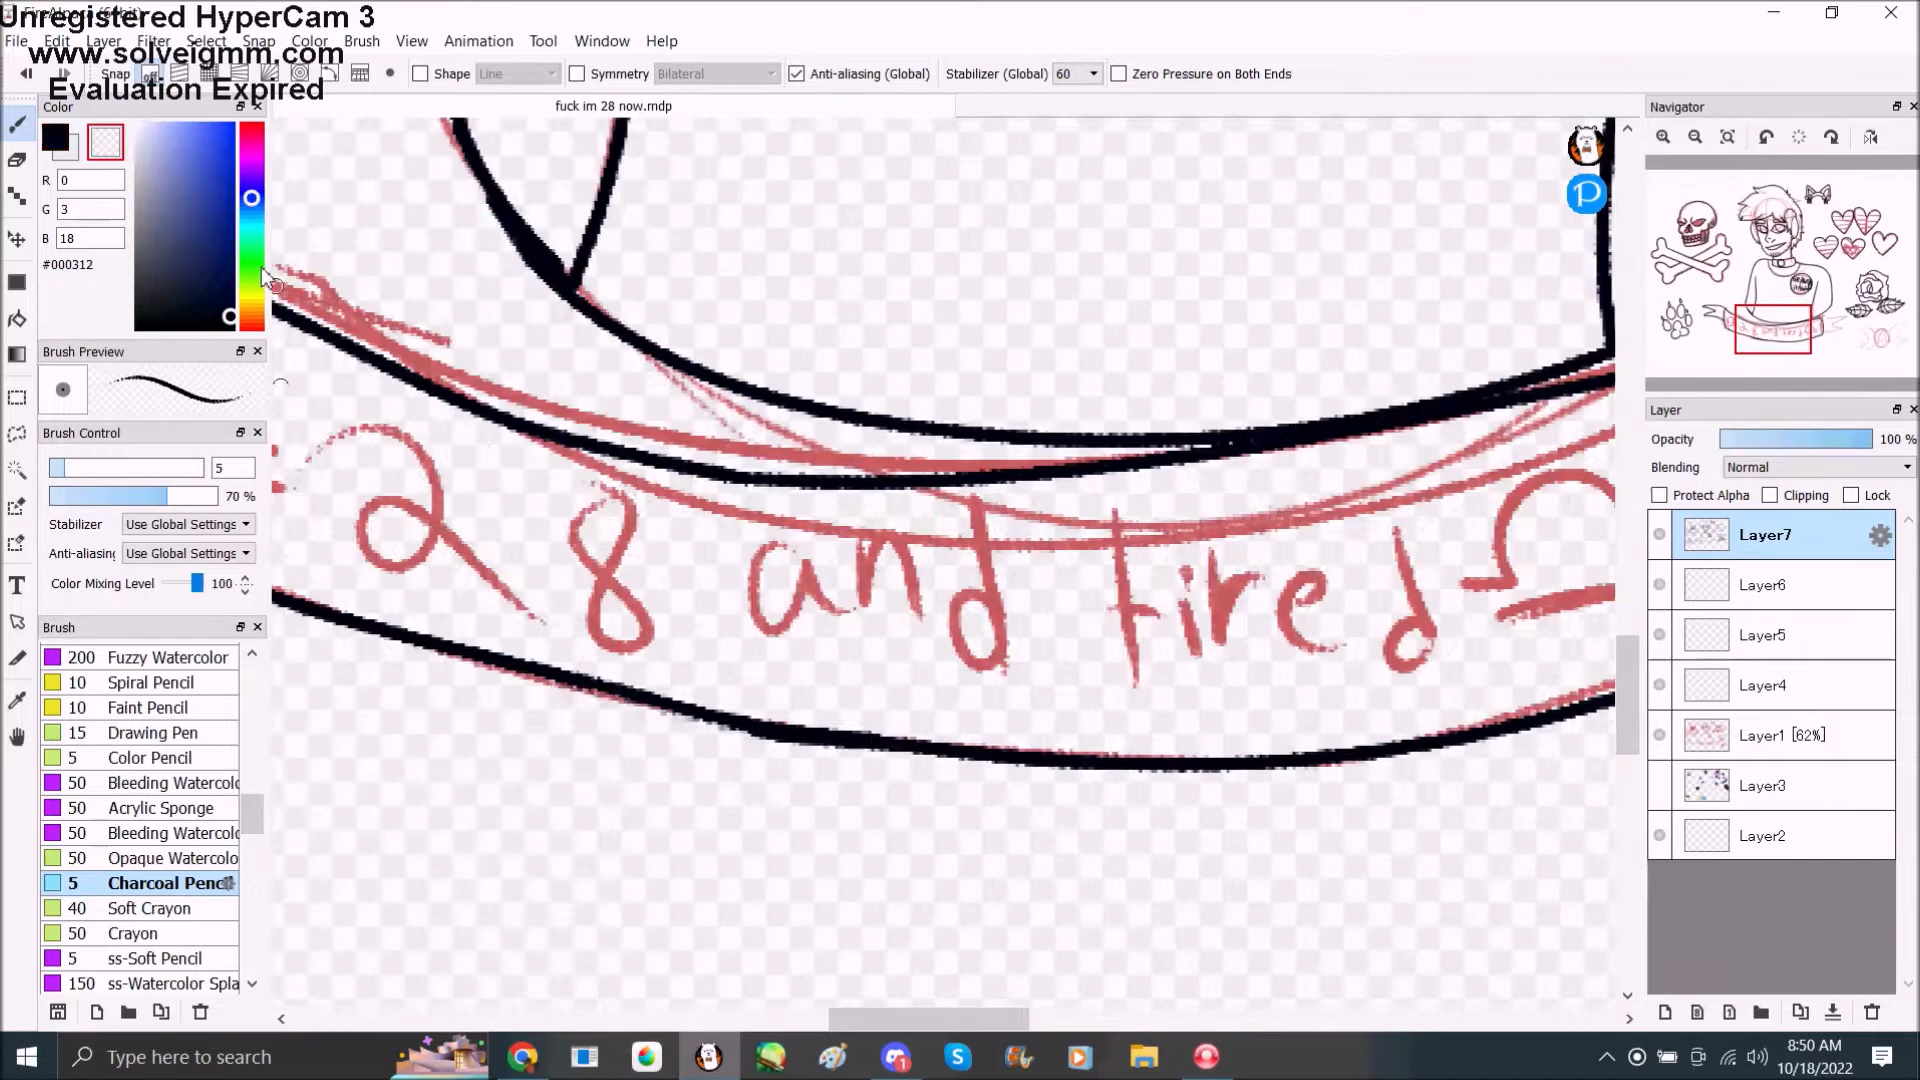 Unregistered HyperCam 3
www.solveigmm.com
Evaluation Expired
File Edit Layer Filter Select Snap Color Brush View Animation Tool Window Help
Snap off Shape Line Symmetry Bilateral Anti-aliasing (Global) Stabilizer (Global) 60 Zero Pressure on Both Ends
Color
fuck im 28 now.mdp
Navigator
R 0
G 3
B 18
#000312
Brush Preview
Brush Control
5
70 %
Stabilizer Use Global Settings
Anti-aliasing Use Global Settings
Color Mixing Level 100
Brush
200 Fuzzy Watercolor
10 Spiral Pencil
10 Faint Pencil
15 Drawing Pen
5 Color Pencil
50 Bleeding Watercolo
50 Acrylic Sponge
50 Bleeding Watercolo
50 Opaque Watercolo
5 Charcoal Pencil
40 Soft Crayon
50 Crayon
5 ss-Soft Pencil
150 ss-Watercolor Spla
28 and tired
Layer
Opacity 100 %
Blending Normal
Protect Alpha Clipping Lock
Layer7
Layer6
Layer5
Layer4
Layer1 [62%]
Layer3
Layer2
Type here to search
8:50 AM
10/18/2022